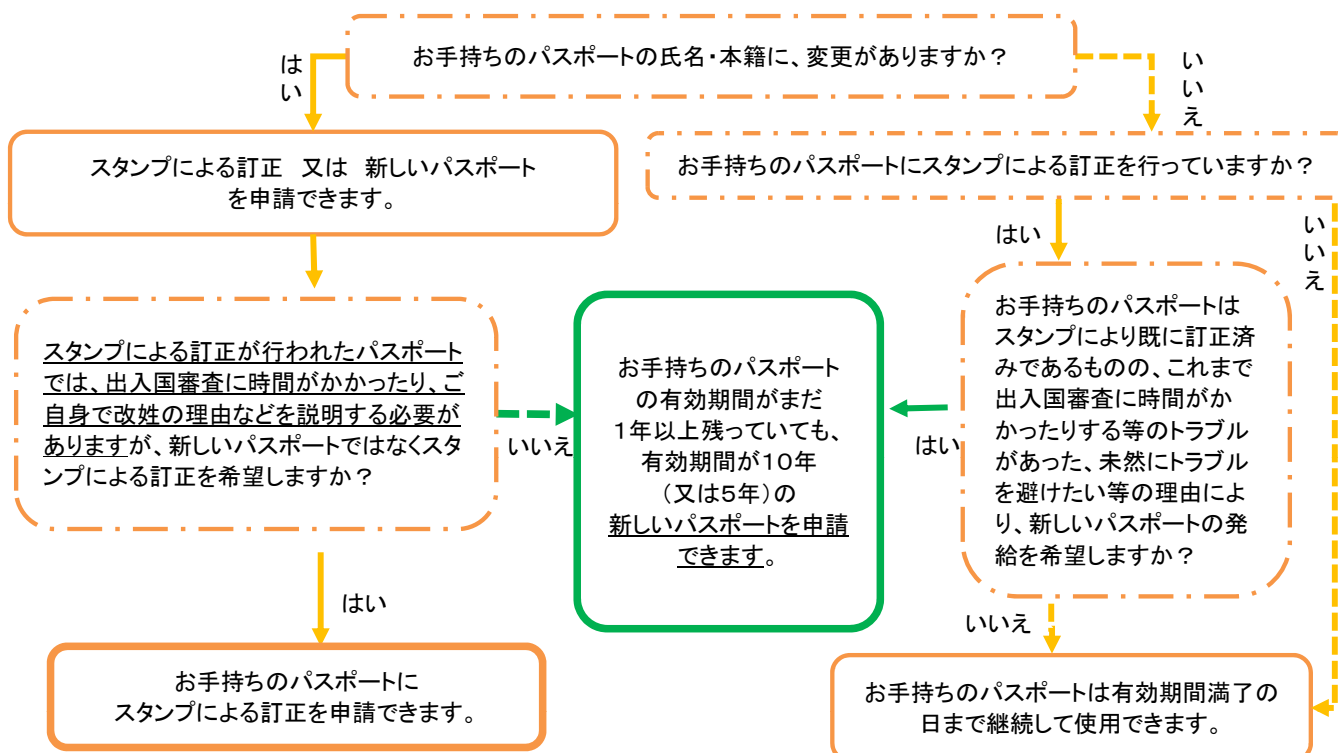 お手持ちのパスポートの氏名・本籍に、変更がありますか？
はい
いいえ
スタンプによる訂正　又は　新しいパスポート
を申請できます。
お手持ちのパスポートにスタンプによる訂正を行っていますか？
はい
いいえ
スタンプによる訂正が行われたパスポート
では、出入国審査に時間がかかったり、ご
自身で改姓の理由などを説明する必要が
ありますが、新しいパスポートではなくスタ
ンプによる訂正を希望しますか？
いいえ
お手持ちのパスポート
の有効期間がまだ
１年以上残っていても、
有効期間が１０年
（又は５年）の
新しいパスポートを申請
できます。
はい
お手持ちのパスポートは
スタンプにより既に訂正済
みであるものの、これまで
出入国審査に時間がか
かったりする等のトラブル
があった、未然にトラブル
を避けたい等の理由によ
り、新しいパスポートの発
給を希望しますか？
はい
いいえ
お手持ちのパスポートに
スタンプによる訂正を申請できます。
お手持ちのパスポートは有効期間満了の
日まで継続して使用できます。